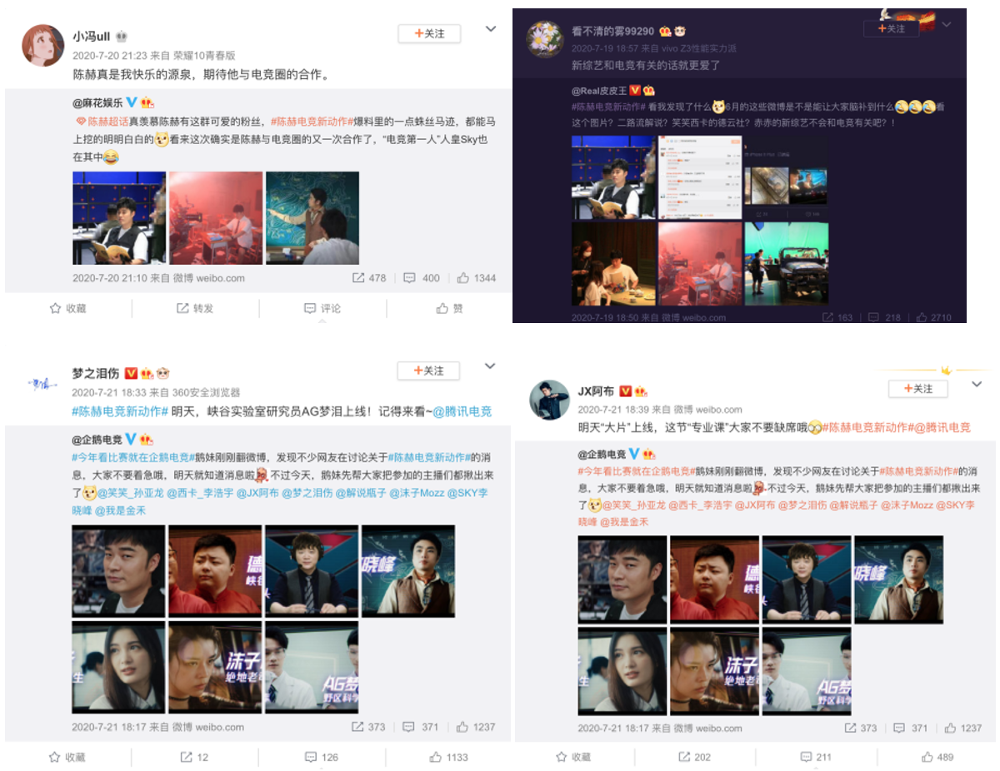 小冯ull
+关注
2020-7-20 21:23 来自 荣耀10青春版
陈赫真是我快乐的源泉，期待他与电竞圈的合作。
@麻花娱乐
陈赫超话真羡慕陈赫有这群可爱的粉丝，#陈赫电竞新动作#爆料里的一点蛛丝马迹，都能马
上挖的明明白白的看来这次确实是陈赫与电竞圈的又一次合作了，“电竞第一人”人皇Sky也
在其中
2020-7-20 21:10 来自 微博 weibo.com
478
400
1344
收藏
转发
评论
赞
看不清的雾99290
+关注
2020-7-19 18:57 来自 vivo Z3性能实力派
新综艺和电竞有关的话就更爱了
@Real皮皮王
#陈赫电竞新动作# 看我发现了什么6月的这些微博是不是能让大家脑补到什么看
这个图片？二路流解说？笑笑西卡的德云社？赤赤的新综艺不会和电竞有关吧？！
2020-7-19 18:50 来自 微博 weibo.com
163
218
2710
梦之泪伤
+关注
2020-7-21 18:33 来自 360安全浏览器
#陈赫电竞新动作# 明天，峡谷实验室研究员AG梦泪上线！记得来看~@腾讯电竞
@企鹅电竞
#今年看比赛就在企鹅电竞#鹅妹刚刚翻微博，发现不少网友在讨论关于#陈赫电竞新动作#的消
息，大家不要着急哦，明天就知道消息啦 不过今天，鹅妹先帮大家把参加的主播们都揪出来
了@笑笑_孙亚龙 @西卡_李浩宇 @JX阿布 @梦之泪伤 @解说瓶子 @沫子Mozz @SKY李
晓峰 @我是金禾
德
峡谷
晓峰
沫子
绝地老
AG梦
野区科学
2020-7-21 18:17 来自 微博 weibo.com
373
371
1237
收藏
12
126
1133
JX阿布
+关注
2020-7-21 18:39 来自 微博 weibo.com
明天“大片”上线，这节“专业课”大家不要缺席哦#陈赫电竞新动作#@腾讯电竞
@企鹅电竞
#今年看比赛就在企鹅电竞#鹅妹刚刚翻微博，发现不少网友在讨论关于#陈赫电竞新动作#的消
息，大家不要着急哦，明天就知道消息啦 不过今天，鹅妹先帮大家把参加的主播们都揪出来
了@笑笑_孙亚龙 @西卡_李浩宇 @JX阿布 @梦之泪伤 @解说瓶子 @沫子Mozz @SKY李
晓峰 @我是金禾
德
峡谷
晓峰
沫子
绝地老
AG梦
野区科学
2020-7-21 18:17 来自 微博 weibo.com
373
371
1237
收藏
202
211
489